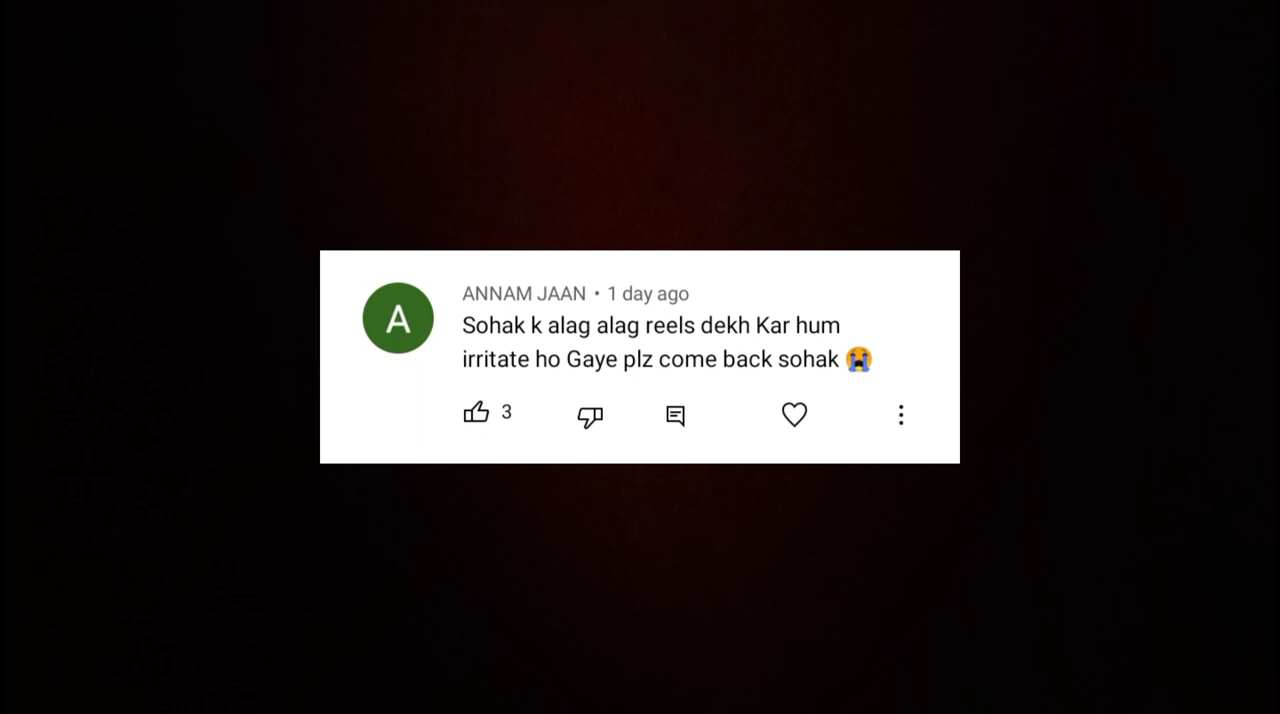 A
ANNAM JAAN • 1 day ago
Sohak k alag alag reels dekh Kar hum
irritate ho Gaye plz come back sohak 😭
3